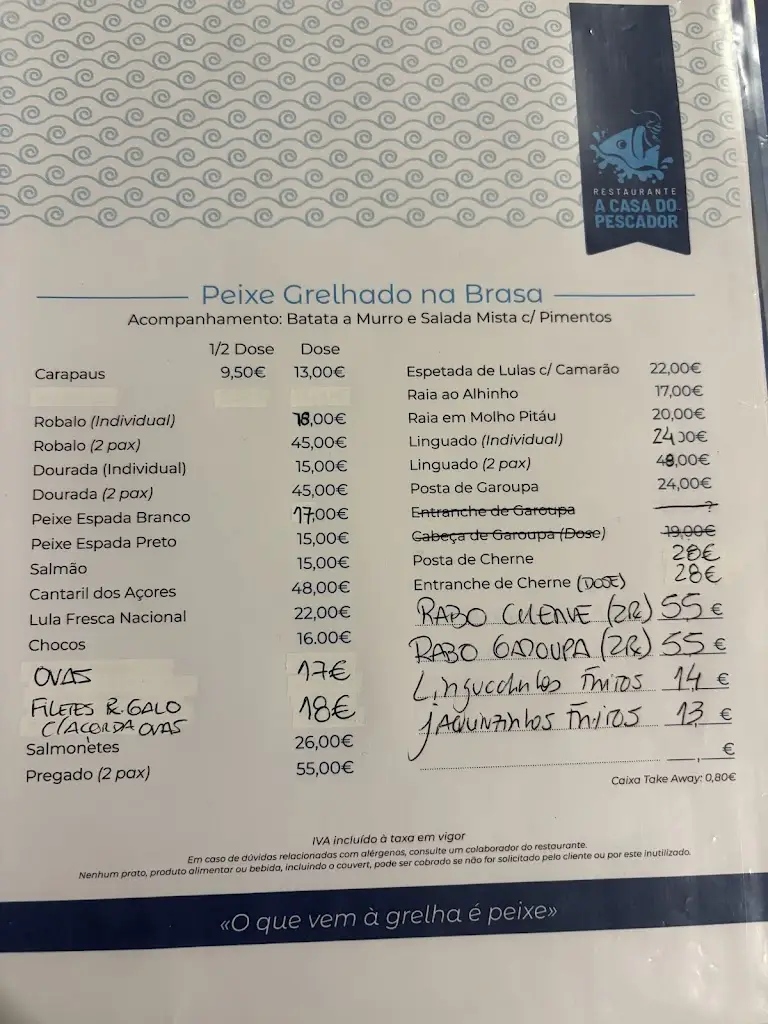 RESTAURANTE
A CASA DO
PESCADOR
Peixe Grelhado na Brasa
Acompanhamento: Batata a Murro e Salada Mista c/ Pimentos
1/2 Dose Dose
Carapaus 9,50€ 13,00€
Robalo (Individual) 18,00€
Robalo (2 pax) 45,00€
Dourada (Individual) 15,00€
Dourada (2 pax) 45,00€
Peixe Espada Branco 17,00€
Peixe Espada Preto 15,00€
Salmão 15,00€
Cantaril dos Açores 48,00€
Lula Fresca Nacional 22,00€
Chocos 16.00€
OVAS 17€
FILETES P. GALO
C/AÇORDA OVAS 18€
Salmonetes 26,00€
Pregado (2 pax) 55,00€
Espetada de Lulas c/ Camarão 22,00€
Raia ao Alhinho 17,00€
Raia em Molho Pitáu 20,00€
Linguado (Individual) 24,00€
Linguado (2 pax) 48,00€
Posta de Garoupa 24,00€
Entranche de Garoupa ?
Cabeça de Garoupa (Dose) 19,00€
Posta de Cherne 28€
Entranche de Cherne (DOSE) 28€
RABO CHERNE (2P) 55 €
RABO GAROUPA (2P) 55 €
Linguadinhos Fritos 14 €
jAQUINZINHOS FRITOS 13 €
€
Caixa Take Away: 0,80€
IVA incluído à taxa em vigor
Em caso de dúvidas relacionadas com alérgenos, consulte um colaborador do restaurante.
Nenhum prato, produto alimentar ou bebida, incluindo o couvert, pode ser cobrado se não for solicitado pelo cliente ou por este inutilizado.
«O que vem à grelha é peixe»